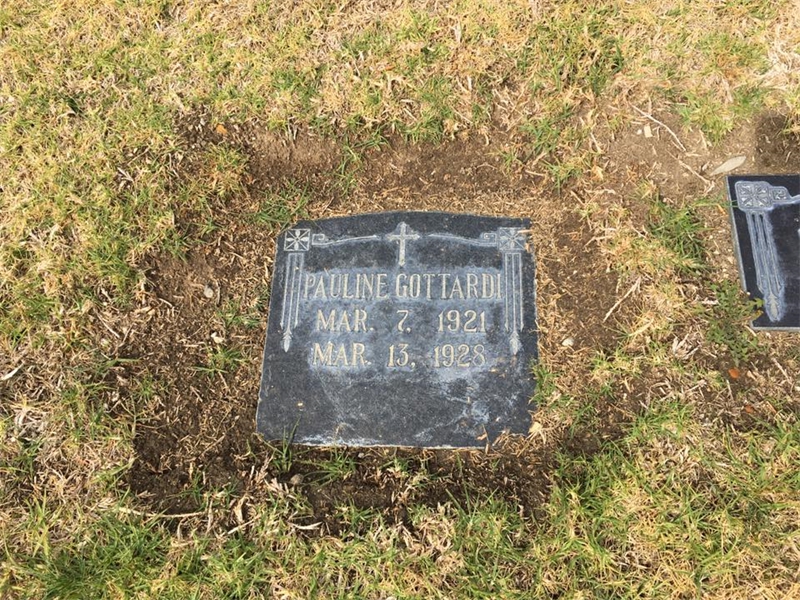 PAULINE GOTTARDI
MAR. 7, 1921
MAR. 13, 1928